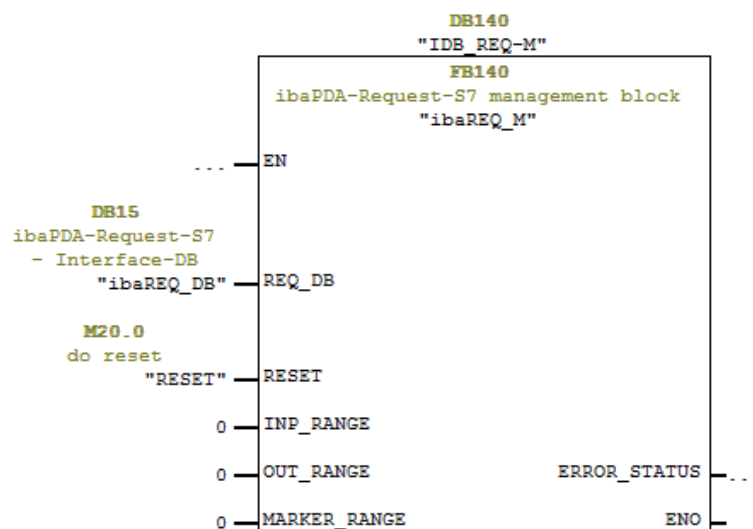 DB140
"IDB_REQ-M"
FB140
ibaPDA-Request-S7 management block
"ibaREQ_M"
... EN
DB15
ibaPDA-Request-S7
- Interface-DB
"ibaREQ_DB" REQ_DB
M20.0
do reset
"RESET" RESET
0 INP_RANGE
0 OUT_RANGE ERROR_STATUS ..
0 MARKER_RANGE ENO